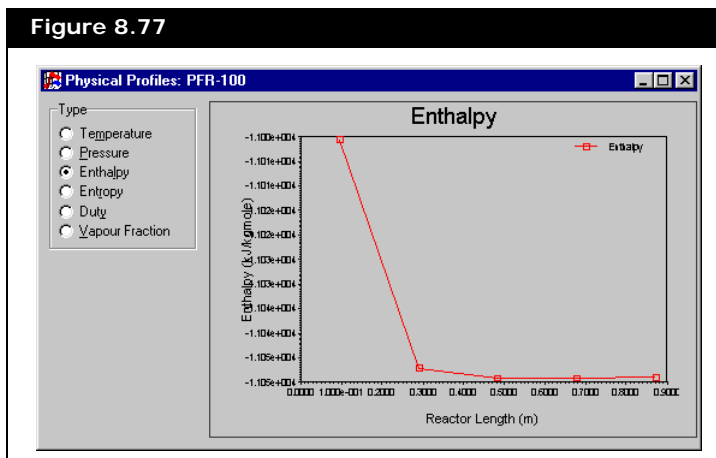 Figure 8.77
Physical Profiles: PFR-100
Type
Temperature
Pressure
Enthalpy
Entropy
Duty
Vapour Fraction
Enthalpy
Enthalpy
Enthalpy (kJ/kgmole)
-1.100e+004
-1.101e+004
-1.101e+004
-1.102e+004
-1.102e+004
-1.103e+004
-1.103e+004
-1.104e+004
-1.104e+004
-1.105e+004
-1.105e+004
0.0000 1.000e-001 0.2000 0.3000 0.4000 0.5000 0.6000 0.7000 0.8000
Reactor Length (m)